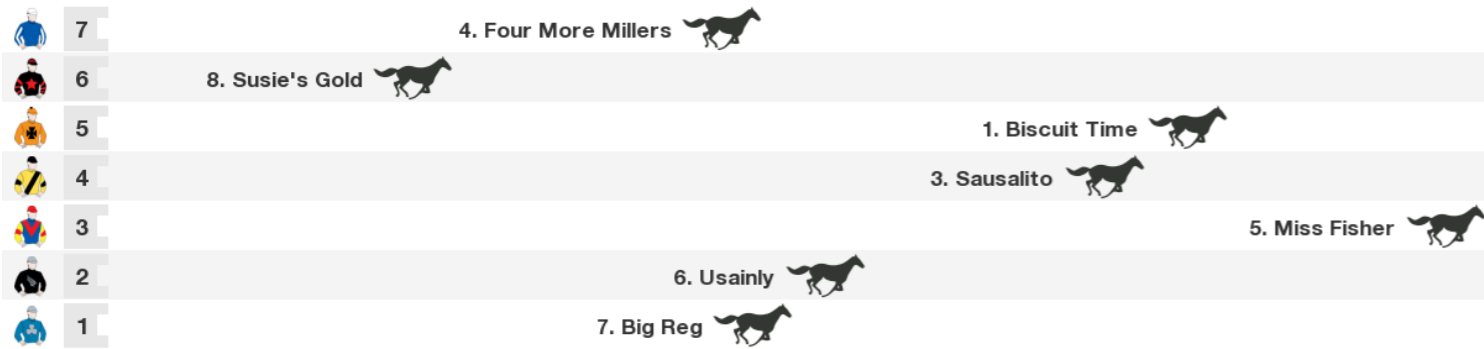 7 4. Four More Millers
6 8. Susie's Gold
5 1. Biscuit Time
4 3. Sausalito
3 5. Miss Fisher
2 6. Usainly
1 7. Big Reg